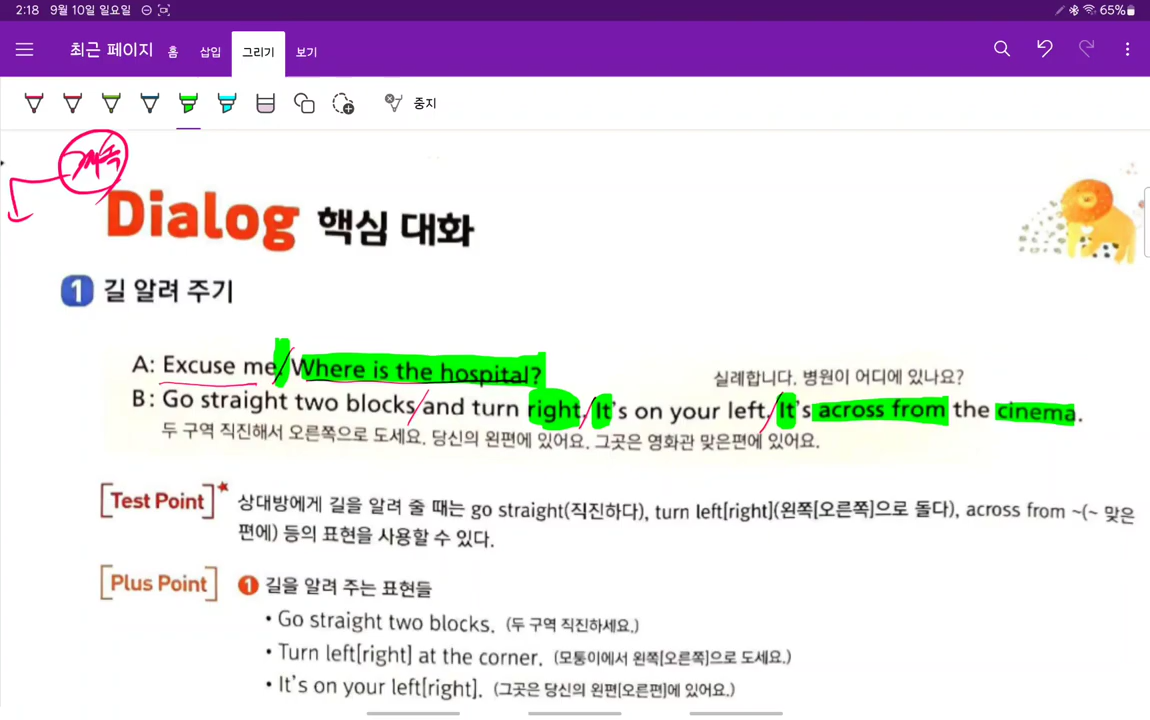 2:18 9월 10일 일요일 65%
최근 페이지 홈 삽입 그리기 보기
중지
Dialog 핵심 대화
1 길 알려 주기
A: Excuse me. Where is the hospital?
실례합니다. 병원이 어디에 있나요?
B: Go straight two blocks and turn right. It's on your left. It's across from the cinema.
두 구역 직진해서 오른쪽으로 도세요. 당신의 왼편에 있어요. 그곳은 영화관 맞은편에 있어요.
[Test Point]★ 상대방에게 길을 알려 줄 때는 go straight(직진하다), turn left[right](왼쪽[오른쪽]으로 돌다), across from ~(~ 맞은
편에) 등의 표현을 사용할 수 있다.
[Plus Point] 1 길을 알려 주는 표현들
• Go straight two blocks. (두 구역 직진하세요.)
• Turn left[right] at the corner. (모퉁이에서 왼쪽[오른쪽]으로 도세요.)
• It's on your left[right]. (그곳은 당신의 왼편[오른편]에 있어요.)